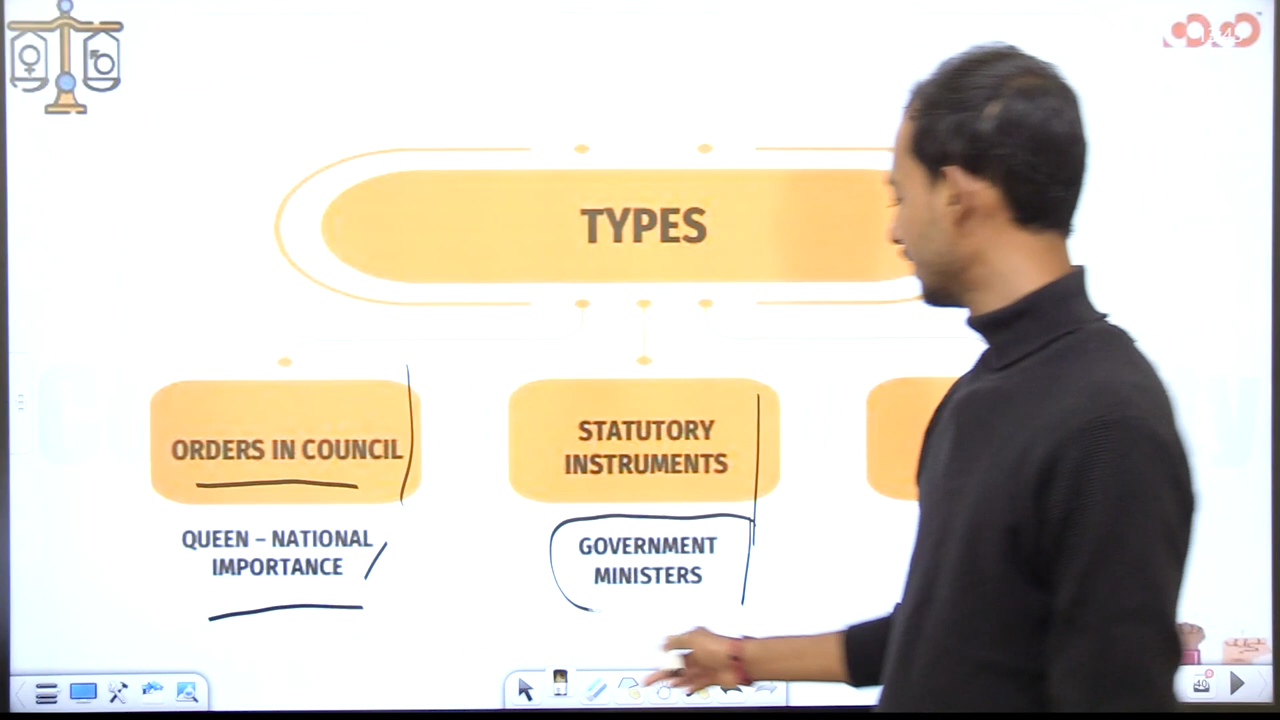 TYPES
ORDERS IN COUNCIL
QUEEN – NATIONAL
IMPORTANCE
STATUTORY
INSTRUMENTS
GOVERNMENT
MINISTERS